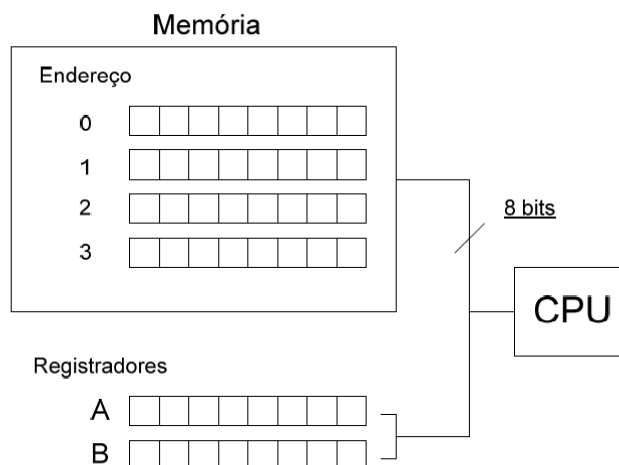 Memória
Endereço
0
1
2
3
8 bits
CPU
Registradores
A
B